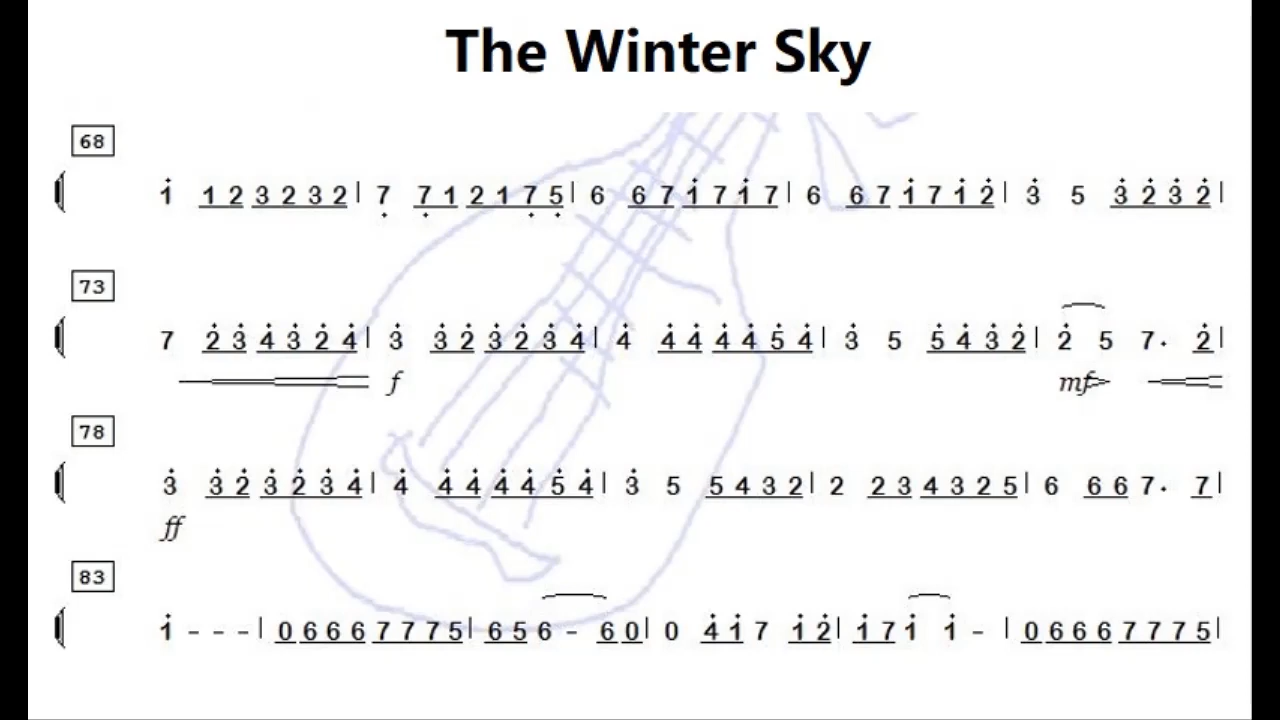 The Winter Sky
68
1̇ 1 2 3 2 3 2 | 7̣ 7̣ 1 2 1 7̣ 5̣ | 6 6 7 1̇ 7 1̇ 7 | 6 6 7 1̇ 7 1̇ 2̇ | 3̇ 5 3̇ 2̇ 3̇ 2̇ |
73
7 2̇ 3̇ 4̇ 3̇ 2̇ 4̇ | 3̇ 3̇ 2̇ 3̇ 2̇ 3̇ 4̇ | 4̇ 4̇ 4̇ 4̇ 4̇ 5̇ 4̇ | 3̇ 5 5̇ 4̇ 3̇ 2̇ | 2̇ 5 7. 2̇ |
f mf
78
3̇ 3̇ 2̇ 3̇ 2̇ 3̇ 4̇ | 4̇ 4̇ 4̇ 4̇ 4̇ 5̇ 4̇ | 3̇ 5 5 4 3 2 | 2 2 3 4 3 2 5 | 6 6 6 7. 7 |
ff
83
1̇ - - - | 0 6 6 6 7 7 7 5 | 6 5 6 - 6 0 | 0 4̇ 1̇ 7 1̇ 2̇ | 1̇ 7 1̇ 1̇ - | 0 6 6 6 7 7 7 5 |